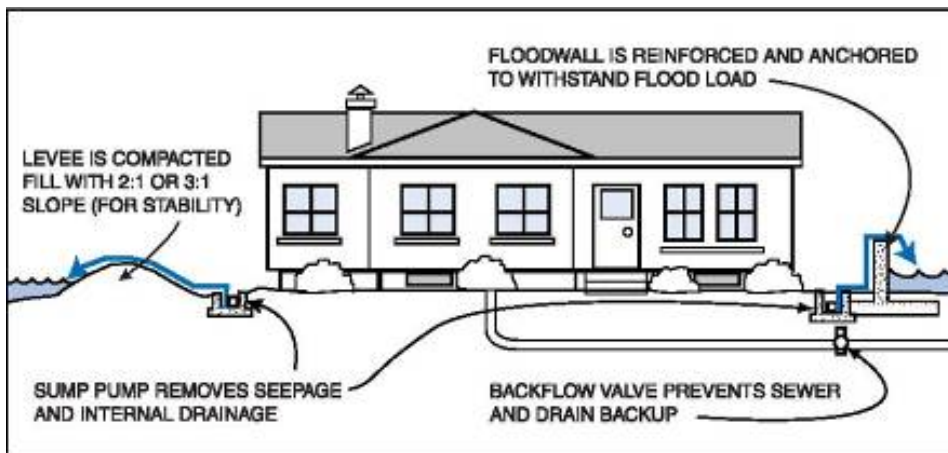 FLOODWALL IS REINFORCED AND ANCHORED
TO WITHSTAND FLOOD LOAD
LEVEE IS COMPACTED
FILL WITH 2:1 OR 3:1
SLOPE (FOR STABILITY)
SUMP PUMP REMOVES SEEPAGE
AND INTERNAL DRAINAGE
BACKFLOW VALVE PREVENTS SEWER
AND DRAIN BACKUP